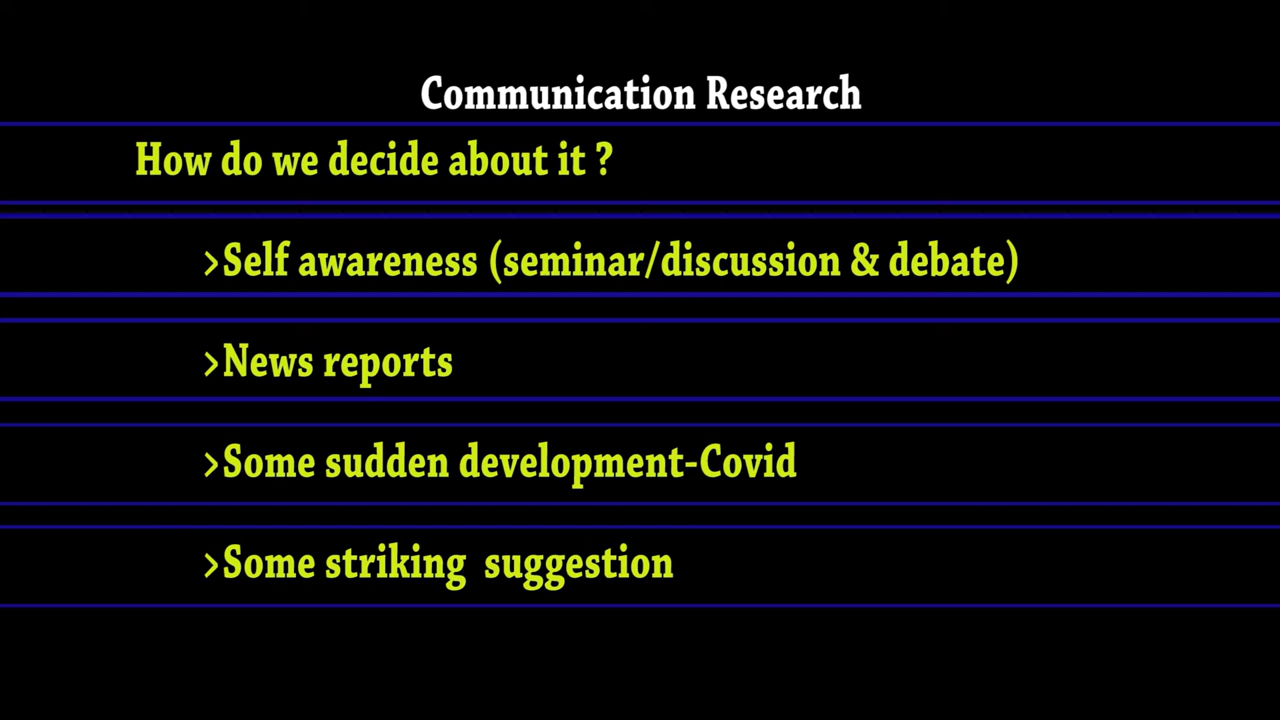 Communication Research
How do we decide about it ?
>Self awareness (seminar/discussion & debate)
>News reports
>Some sudden development-Covid
>Some striking  suggestion